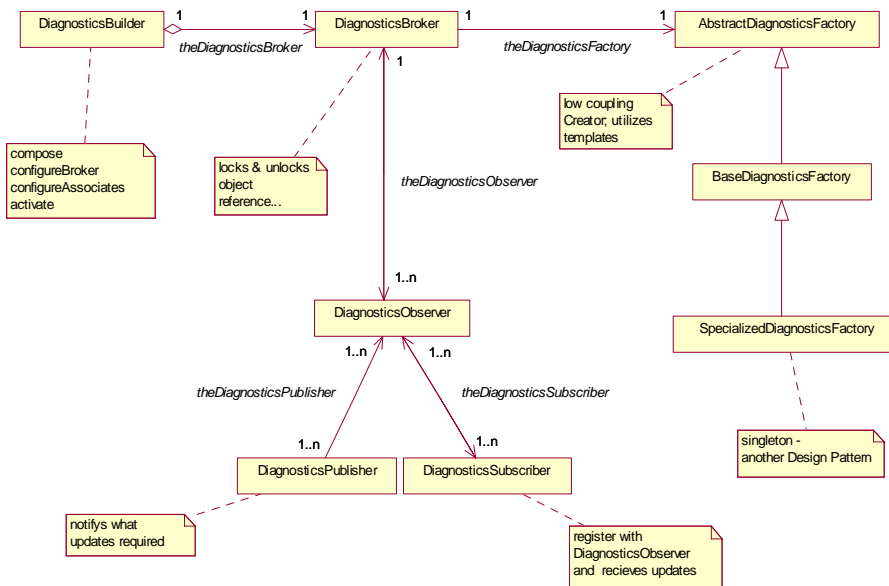 DiagnosticsBuilder
1
1
DiagnosticsBroker
1
1
AbstractDiagnosticsFactory
theDiagnosticsBroker
theDiagnosticsFactory
1
low coupling
Creator; utilizes
templates
compose
configureBroker
configureAssociates
activate
locks & unlocks
object
reference...
theDiagnosticsObserver
BaseDiagnosticsFactory
1..n
DiagnosticsObserver
SpecializedDiagnosticsFactory
1..n
1..n
theDiagnosticsPublisher
theDiagnosticsSubscriber
1..n
1..n
singleton -
another Design Pattern
DiagnosticsPublisher
DiagnosticsSubscriber
notifys what
updates required
register with
DiagnosticsObserver
and recieves updates